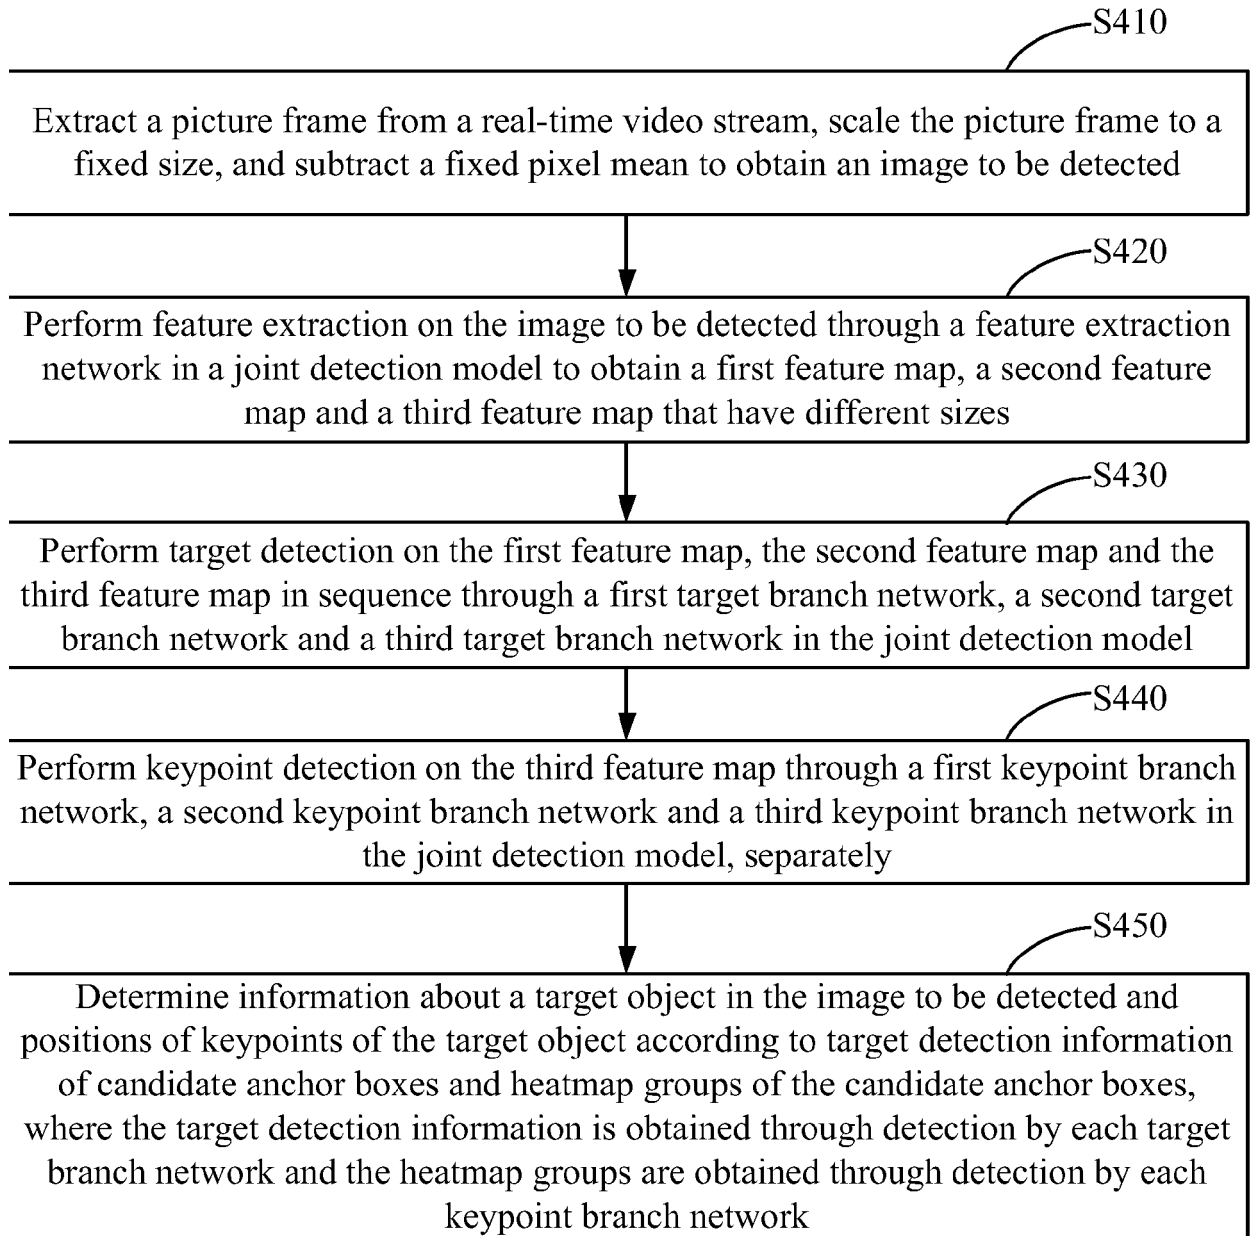 S410
Extract a picture frame from a real-time video stream, scale the picture frame to a
fixed size, and subtract a fixed pixel mean to obtain an image to be detected
S420
Perform feature extraction on the image to be detected through a feature extraction
network in a joint detection model to obtain a first feature map, a second feature
map and a third feature map that have different sizes
S430
Perform target detection on the first feature map, the second feature map and the
third feature map in sequence through a first target branch network, a second target
branch network and a third target branch network in the joint detection model
S440
Perform keypoint detection on the third feature map through a first keypoint branch
network, a second keypoint branch network and a third keypoint branch network in
the joint detection model, separately
S450
Determine information about a target object in the image to be detected and
positions of keypoints of the target object according to target detection information
of candidate anchor boxes and heatmap groups of the candidate anchor boxes,
where the target detection information is obtained through detection by each target
branch network and the heatmap groups are obtained through detection by each
keypoint branch network